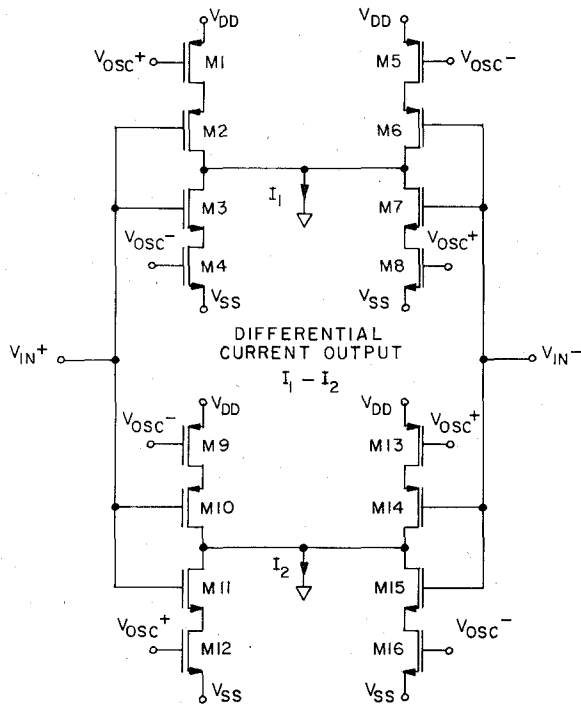 VDD VDD
VOSC+ M1 M5 VOSC-
M2 M6
I1
M3 M7
VOSC- VOSC+
M4 M8
VSS VSS
DIFFERENTIAL
CURRENT OUTPUT
VIN+ VIN-
I1 - I2
VDD VDD
VOSC- M9 M13 VOSC+
M10 M14
I2
M11 M15
VOSC+ VOSC-
M12 M16
VSS VSS